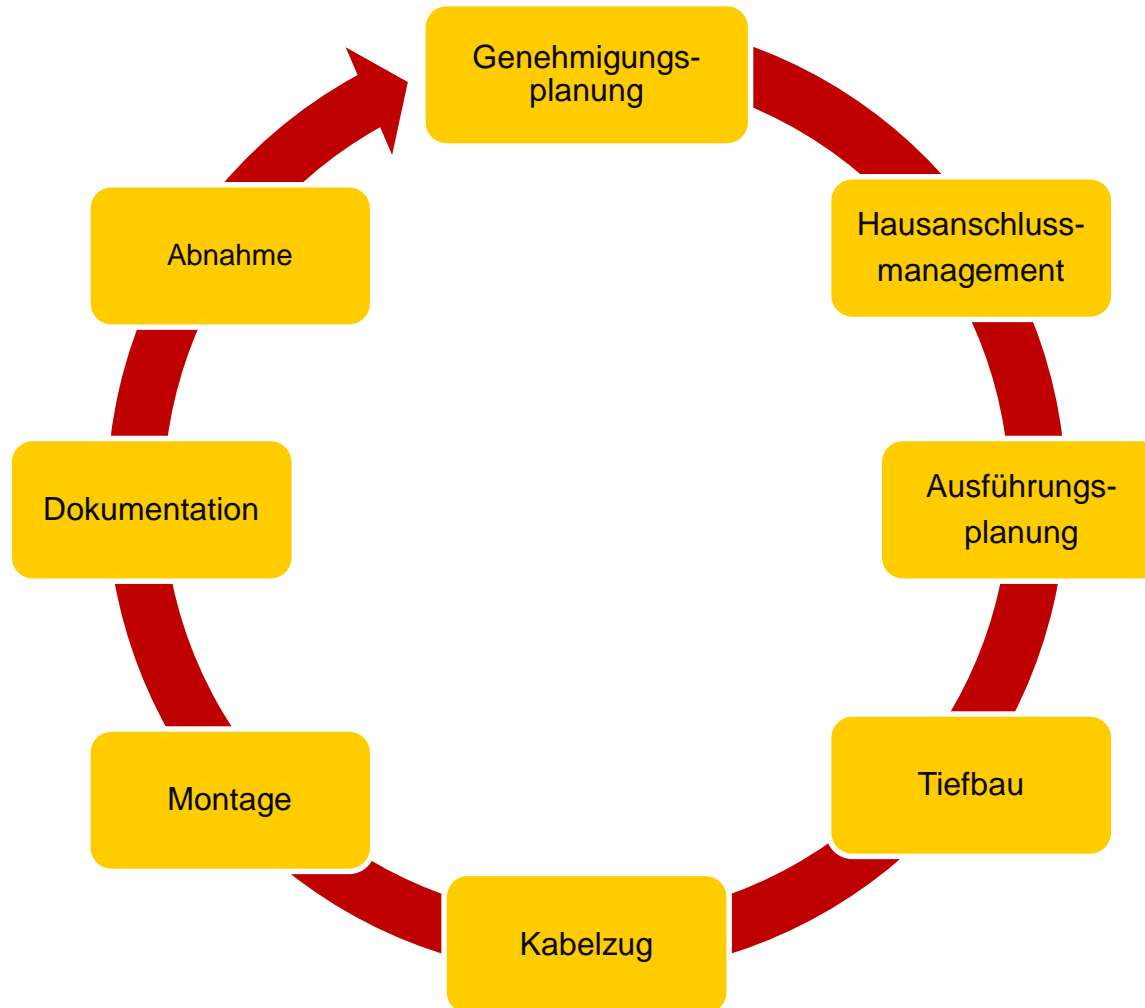 Genehmigungs-
planung
Hausanschluss-
management
Ausführungs-
planung
Tiefbau
Kabelzug
Montage
Dokumentation
Abnahme